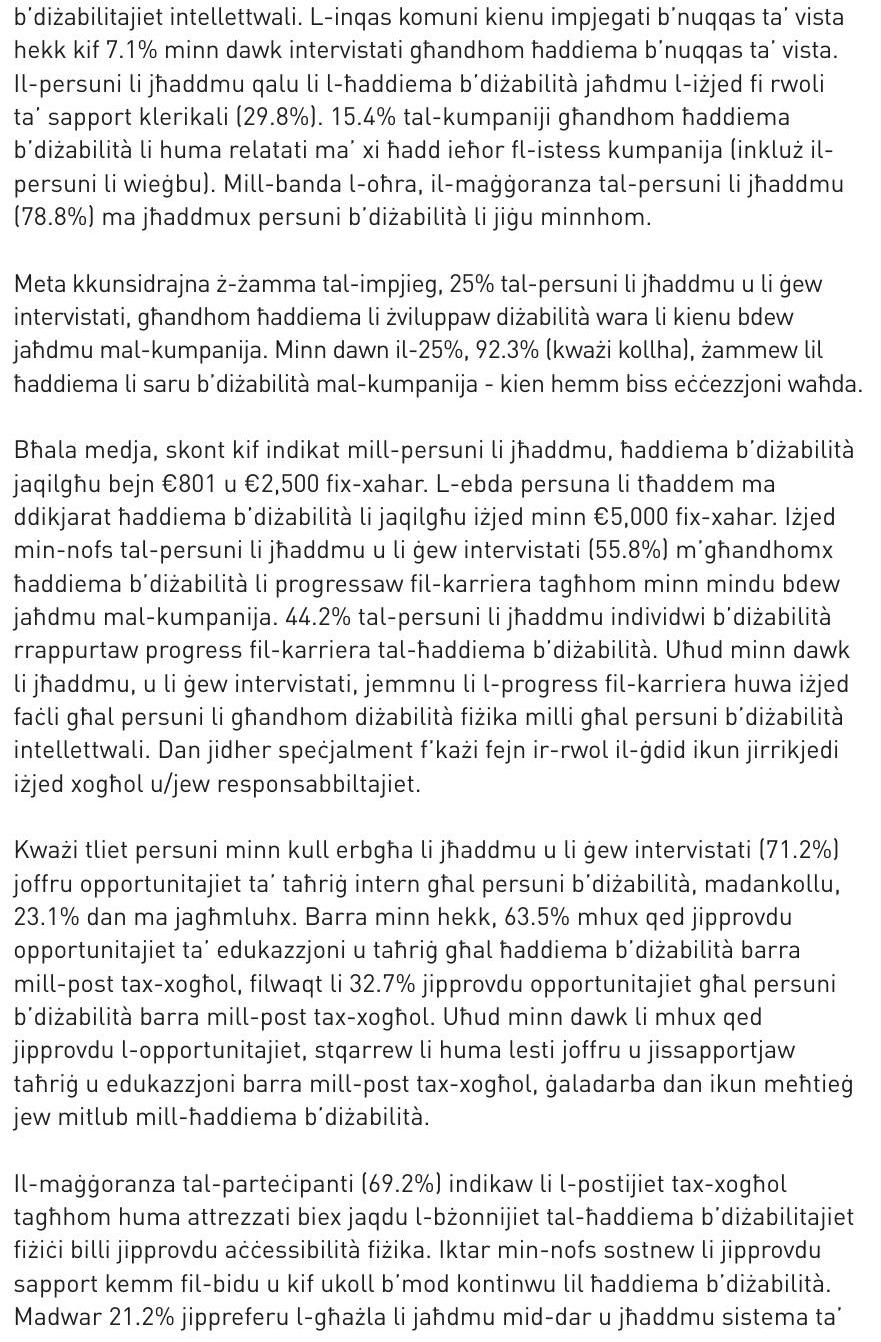 b’diżabilitajiet intellettwali. L-inqas komuni kienu impjegati b’nuqqas ta’ vista
hekk kif 7.1% minn dawk intervistati għandhom ħaddiema b’nuqqas ta’ vista.
Il-persuni li jħaddmu qalu li l-ħaddiema b’diżabilità jaħdmu l-iżjed fi rwoli
ta’ sapport klerikali (29.8%). 15.4% tal-kumpaniji għandhom ħaddiema
b’diżabilità li huma relatati ma’ xi ħadd ieħor fl-istess kumpanija (inkluż il-
persuni li wieġbu). Mill-banda l-oħra, il-maġġoranza tal-persuni li jħaddmu
(78.8%) ma jħaddmux persuni b’diżabilità li jiġu minnhom.

Meta kkunsidrajna ż-żamma tal-impjieg, 25% tal-persuni li jħaddmu u li ġew
intervistati, għandhom ħaddiema li żviluppaw diżabilità wara li kienu bdew
jaħdmu mal-kumpanija. Minn dawn il-25%, 92.3% (kważi kollha), żammew lil
ħaddiema li saru b’diżabilità mal-kumpanija - kien hemm biss eċċezzjoni waħda.

Bħala medja, skont kif indikat mill-persuni li jħaddmu, ħaddiema b’diżabilità
jaqilgħu bejn €801 u €2,500 fix-xahar. L-ebda persuna li tħaddem ma
ddikjarat ħaddiema b’diżabilità li jaqilgħu iżjed minn €5,000 fix-xahar. Iżjed
min-nofs tal-persuni li jħaddmu u li ġew intervistati (55.8%) m’għandhomx
ħaddiema b’diżabilità li progressaw fil-karriera tagħhom minn mindu bdew
jaħdmu mal-kumpanija. 44.2% tal-persuni li jħaddmu individwi b’diżabilità
rrappurtaw progress fil-karriera tal-ħaddiema b’diżabilità. Uħud minn dawk
li jħaddmu, u li ġew intervistati, jemmnu li l-progress fil-karriera huwa iżjed
faċli għal persuni li għandhom diżabilità fiżika milli għal persuni b’diżabilità
intellettwali. Dan jidher speċjalment f’każi fejn ir-rwol il-ġdid ikun jirrikjedi
iżjed xogħol u/jew responsabbiltajiet.

Kważi tliet persuni minn kull erbgħa li jħaddmu u li ġew intervistati (71.2%)
joffru opportunitajiet ta’ taħriġ intern għal persuni b’diżabilità, madankollu,
23.1% dan ma jagħmluhx. Barra minn hekk, 63.5% mhux qed jipprovdu
opportunitajiet ta’ edukazzjoni u taħriġ għal ħaddiema b’diżabilità barra
mill-post tax-xogħol, filwaqt li 32.7% jipprovdu opportunitajiet għal persuni
b’diżabilità barra mill-post tax-xogħol. Uħud minn dawk li mhux qed
jipprovdu l-opportunitajiet, stqarrew li huma lesti joffru u jissapportjaw
taħriġ u edukazzjoni barra mill-post tax-xogħol, ġaladarba dan ikun meħtieġ
jew mitlub mill-ħaddiema b’diżabilità.

Il-maġġoranza tal-parteċipanti (69.2%) indikaw li l-postijiet tax-xogħol
tagħhom huma attrezzati biex jaqdu l-bżonnijiet tal-ħaddiema b’diżabilitajiet
fiżiċi billi jipprovdu aċċessibilità fiżika. Iktar min-nofs sostnew li jipprovdu
sapport kemm fil-bidu u kif ukoll b’mod kontinwu lil ħaddiema b’diżabilità.
Madwar 21.2% jippreferu l-għażla li jaħdmu mid-dar u jħaddmu sistema ta’